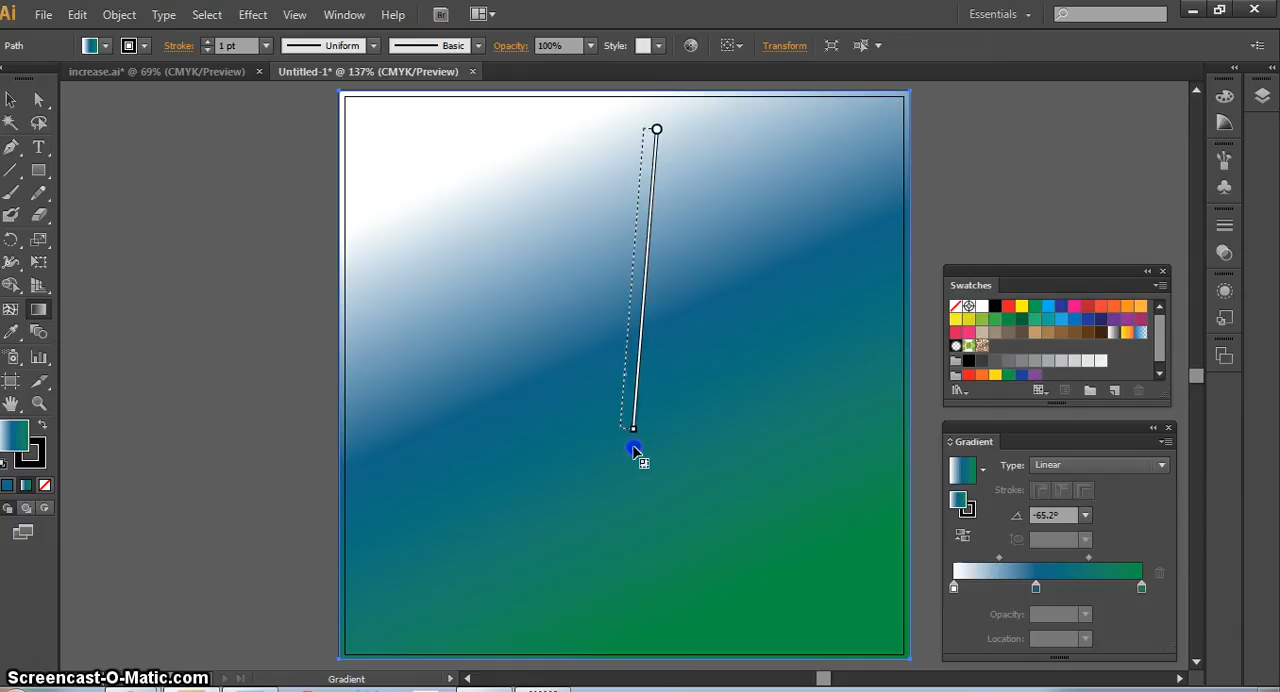 Ai File Edit Object Type Select Effect View Window Help Br Essentials
Path Stroke: 1 pt Uniform Basic Opacity: 100% Style: Transform
increase.ai* @ 69% (CMYK/Preview) × Untitled-1* @ 137% (CMYK/Preview) ×
T
Swatches
Gradient
Type: Linear
Stroke:
-65.2°
Opacity:
Location:
Screencast-O-Matic.com Gradient